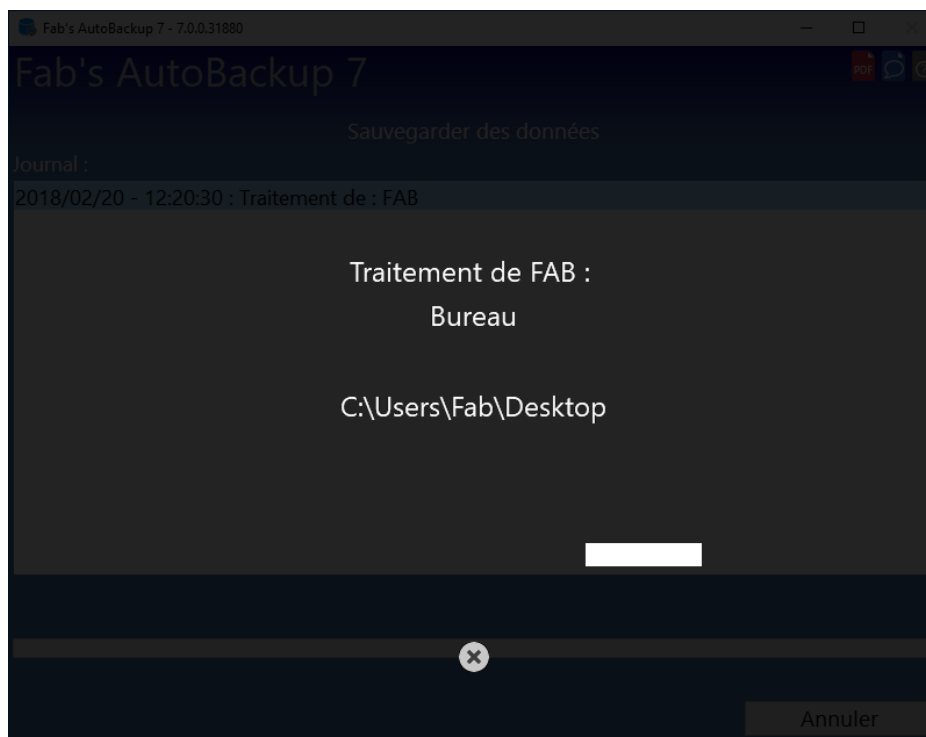 Fab's AutoBackup 7 - 7.0.0.31880
Fab's AutoBackup 7
PDF
Sauvegarder des données
Journal :
2018/02/20 - 12:20:30 : Traitement de : FAB
Traitement de FAB :
Bureau
C:\Users\Fab\Desktop
Annuler